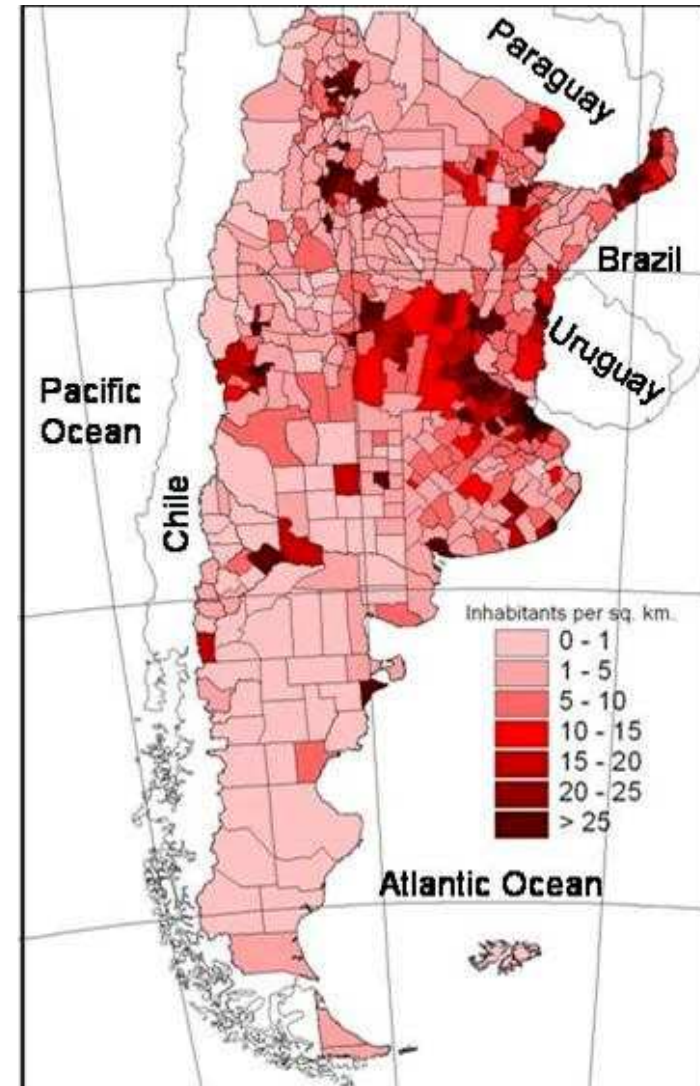 Paraguay
Brazil
Uruguay
Pacific
Ocean
Chile
Inhabitants per sq. km.
0 - 1
1 - 5
5 - 10
10 - 15
15 - 20
20 - 25
> 25
Atlantic Ocean